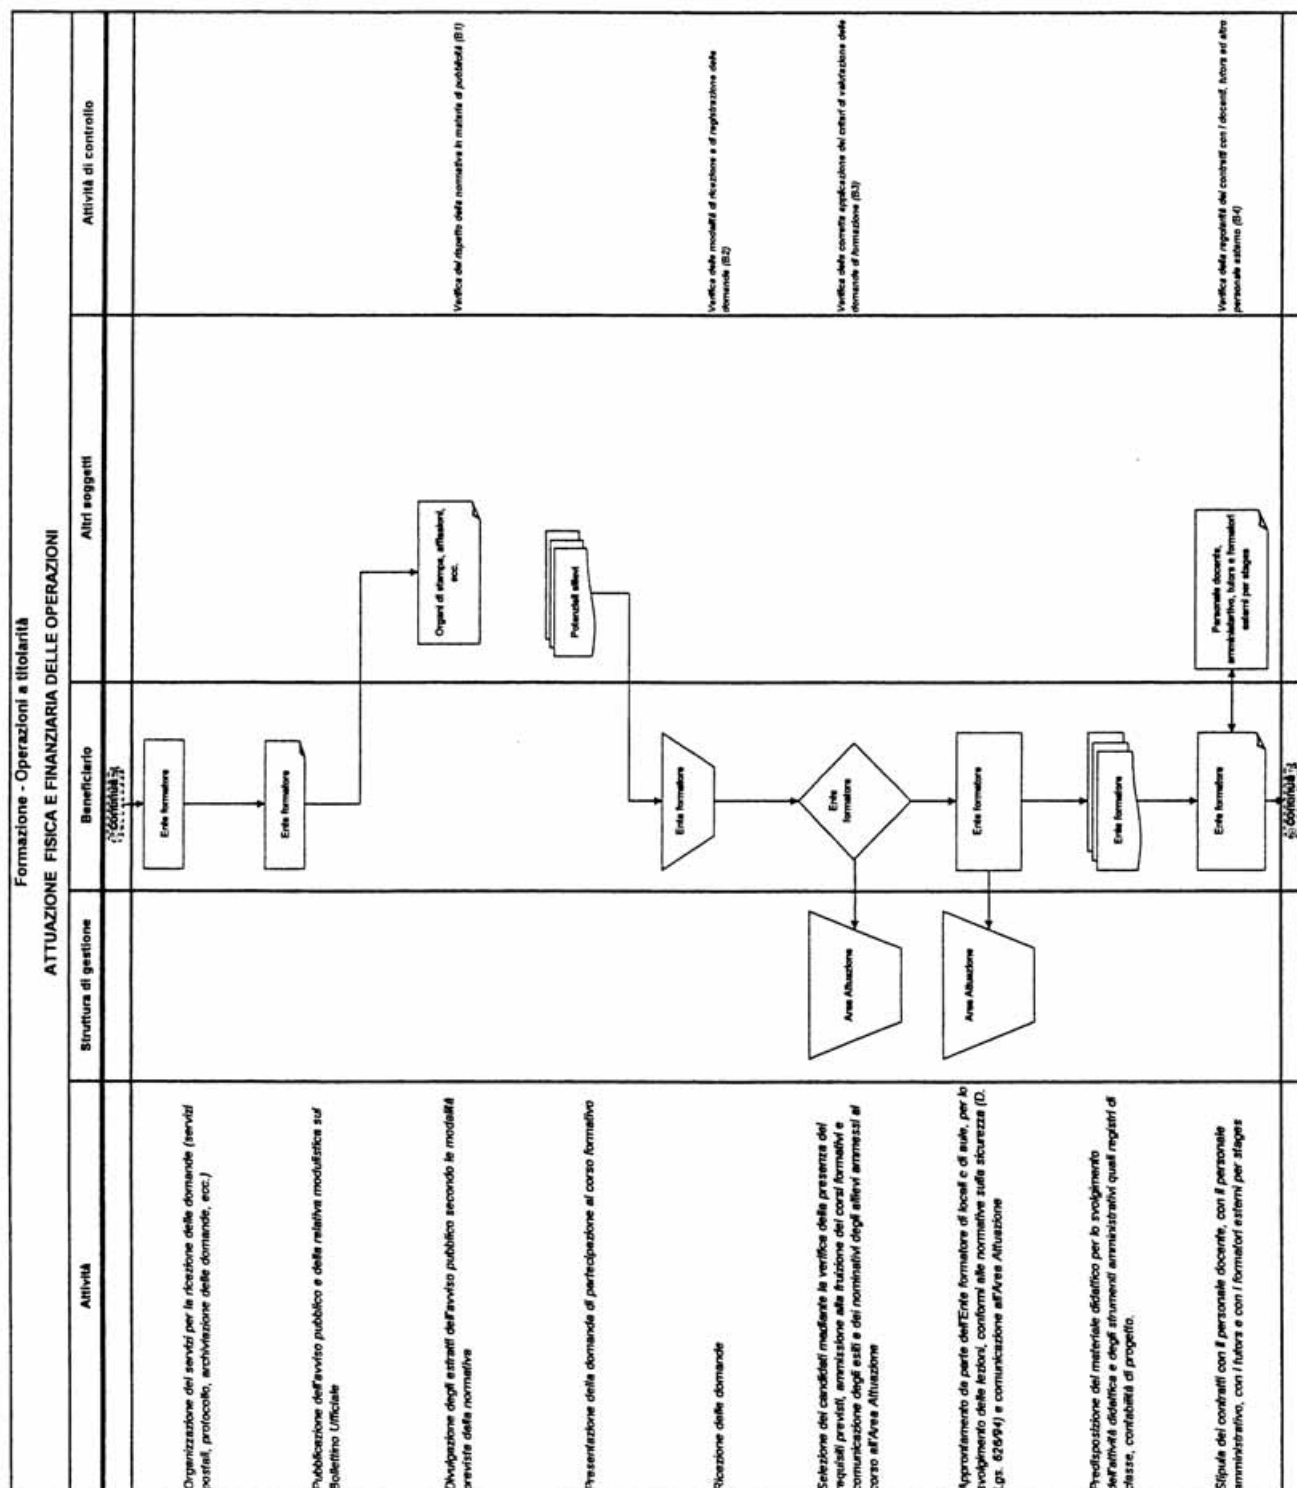 Formazione - Operazioni a titolarità
ATTUAZIONE FISICA E FINANZIARIA DELLE OPERAZIONI
Attività
Struttura di gestione
Beneficiario
Altri soggetti
Attività di controllo
continua
Organizzazione dei servizi per la ricezione delle domande (servizi
postali, protocollo, archiviazione delle domande, ecc.)
Ente formatore
Pubblicazione dell'avviso pubblico e della relativa modulistica sul
Bollettino Ufficiale
Ente formatore
Divulgazione degli estratti dell'avviso pubblico secondo le modalità
previste dalla normativa
Organi di stampa, affissioni,
ecc.
Verifica del rispetto della normativa in materia di pubblicità (B1)
Presentazione della domanda di partecipazione al corso formativo
Potenziali allievi
Ricezione delle domande
Ente formatore
Verifica delle modalità di ricezione e di registrazione delle
domande (B2)
Selezione dei candidati mediante la verifica della presenza dei
requisiti previsti, ammissione alla fruizione dei corsi formativi e
comunicazione degli esiti e dei nominativi degli allievi ammessi al
corso all'Area Attuazione
Area Attuazione
Ente
formatore
Verifica della corretta applicazione dei criteri di valutazione delle
domande di formazione (B3)
Approntamento da parte dell'Ente formatore di locali e di aule, per lo
svolgimento delle lezioni, conformi alle normative sulla sicurezza (D.
Lgs. 626/94) e comunicazione all'Area Attuazione
Area Attuazione
Ente formatore
Predisposizione del materiale didattico per lo svolgimento
dell'attività didattica e degli strumenti amministrativi quali registri di
classe, contabilità di progetto.
Ente formatore
Stipula dei contratti con il personale docente, con il personale
amministrativo, con i tutors e con i formatori esterni per stages
Ente formatore
Personale docente,
amministartivo, tutors e formatori
esterni per stages
Verifica della regolarità dei contratti con i docenti, tutors ed altro
personale esterno (B4)
continua